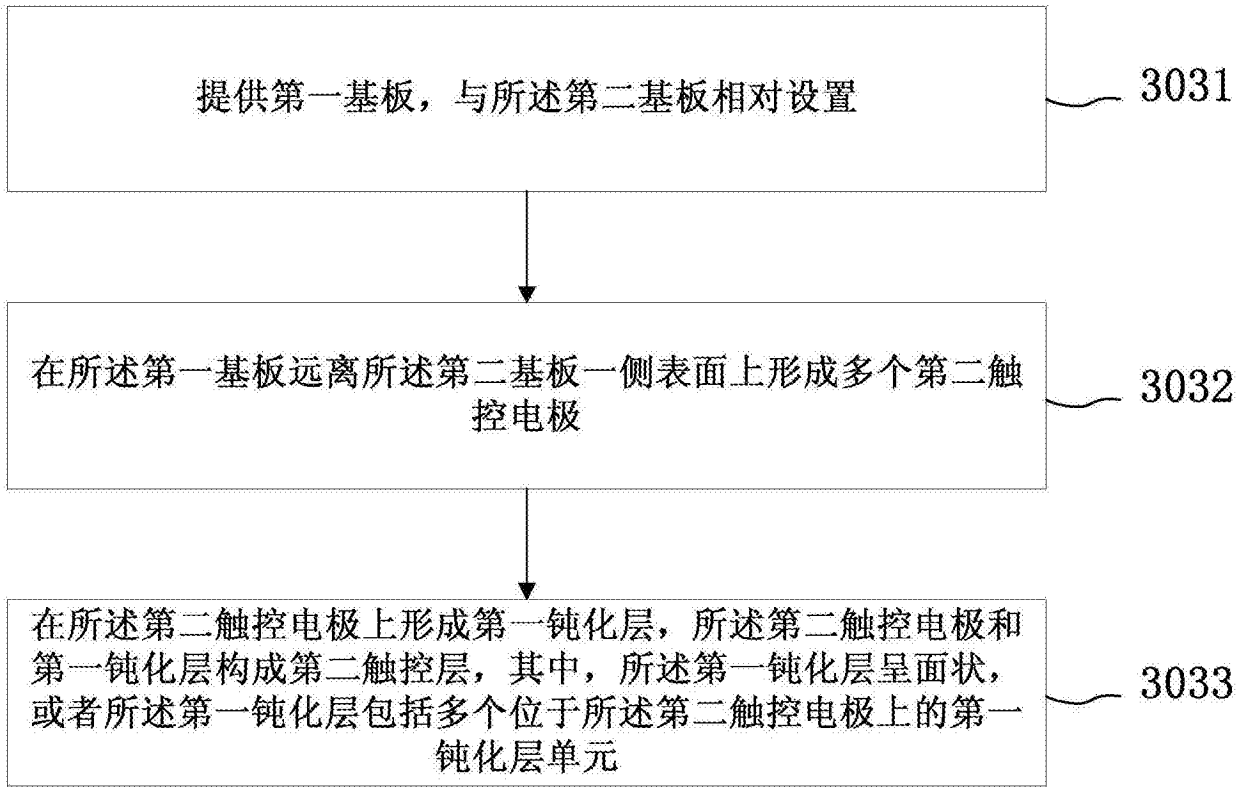 提供第一基板，与所述第二基板相对设置
3031
在所述第一基板远离所述第二基板一侧表面上形成多个第二触
控电极
3032
在所述第二触控电极上形成第一钝化层，所述第二触控电极和
第一钝化层构成第二触控层，其中，所述第一钝化层呈面状，
或者所述第一钝化层包括多个位于所述第二触控电极上的第一
钝化层单元
3033